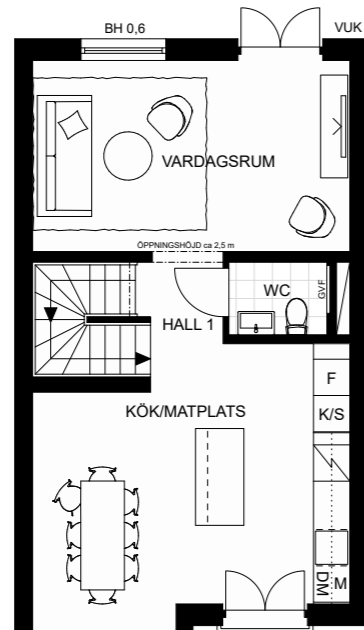 BH 0,6
VUK
VARDAGSRUM
ÖPPNINGSHÖJD ca 2,5 m
WC
GVF
HALL 1
F
KÖK/MATPLATS
K/S
DM
M